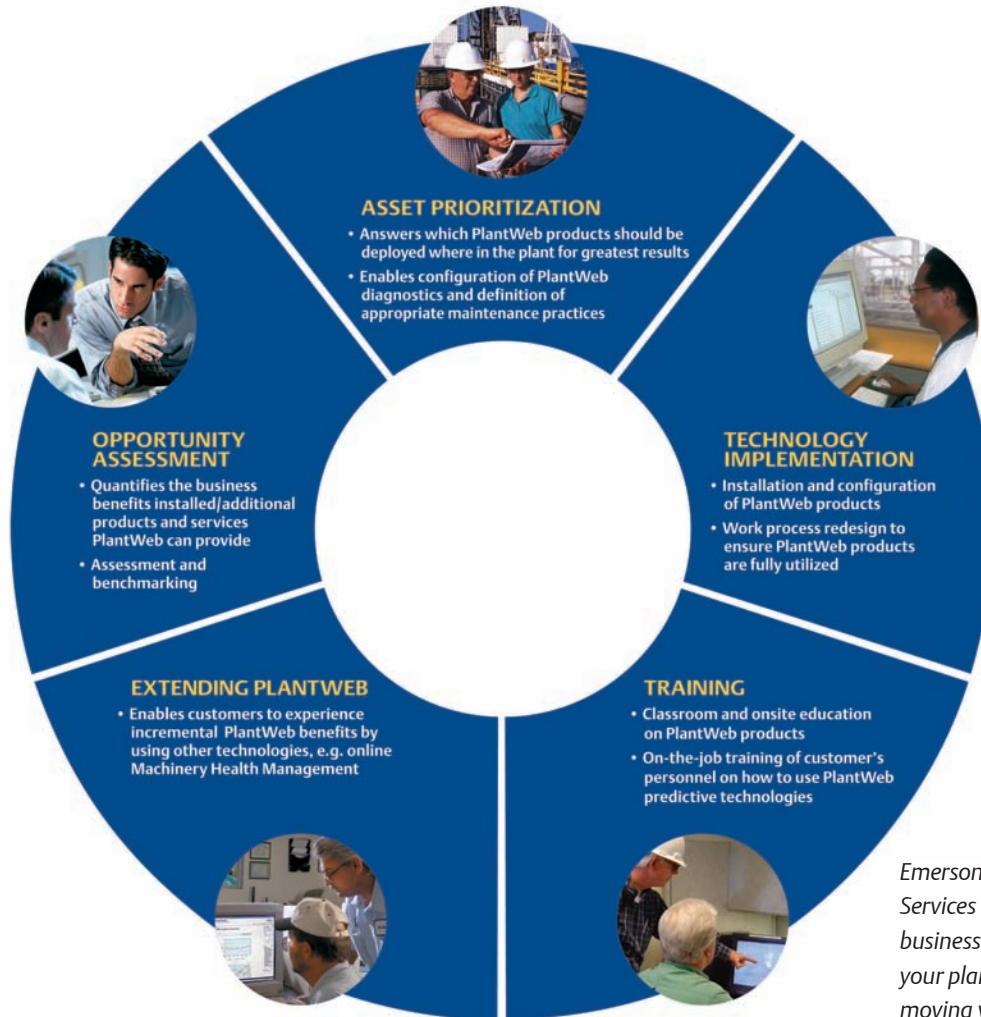 ASSET PRIORITIZATION
• Answers which PlantWeb products should be
deployed where in the plant for greatest results
• Enables configuration of PlantWeb
diagnostics and definition of
appropriate maintenance practices
OPPORTUNITY
ASSESSMENT
• Quantifies the business
benefits installed/additional
products and services
PlantWeb can provide
• Assessment and
benchmarking
TECHNOLOGY
IMPLEMENTATION
• Installation and configuration
of PlantWeb products
• Work process redesign to
ensure PlantWeb products
are fully utilized
EXTENDING PLANTWEB
• Enables customers to experience
incremental PlantWeb benefits by
using other technologies, e.g. online
Machinery Health Management
TRAINING
• Classroom and onsite education
on PlantWeb products
• On-the-job training of customer's
personnel on how to use PlantWeb
predictive technologies
Emerson
Services
business
your plan
moving